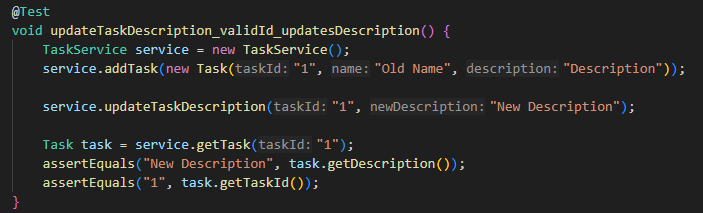 @Test
void updateTaskDescription_validId_updatesDescription() {
    TaskService service = new TaskService();
    service.addTask(new Task(taskId: "1", name: "Old Name", description: "Description"));

    service.updateTaskDescription(taskId: "1", newDescription: "New Description");

    Task task = service.getTask(taskId: "1");
    assertEquals("New Description", task.getDescription());
    assertEquals("1", task.getTaskId());
}